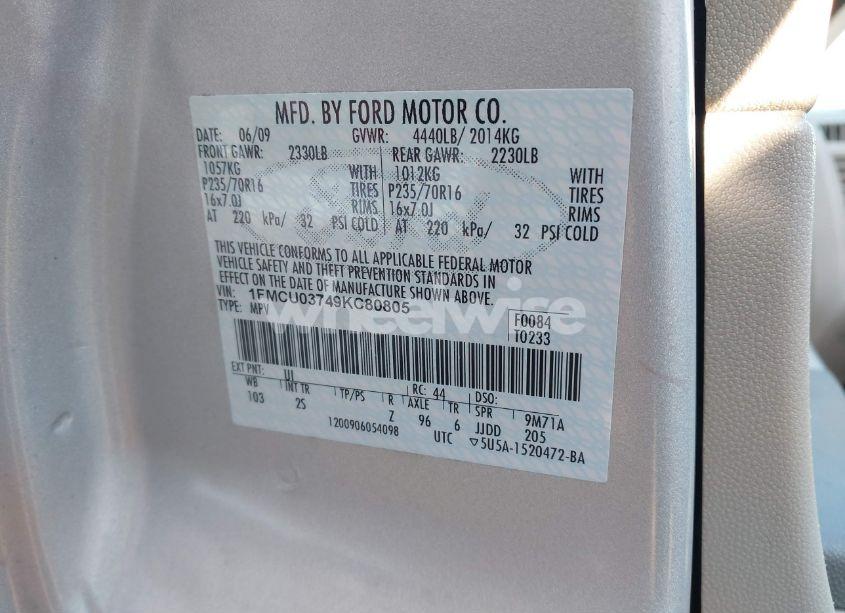 MFD. BY FORD MOTOR CO.
DATE: 06/09 GVWR: 4440LB/ 2014KG
FRONT GAWR: 2330LB REAR GAWR: 2230LB
1057KG WITH 1012KG WITH
P235/70R16 TIRES P235/70R16 TIRES
16x7.0J RIMS 16x7.0J RIMS
AT 220 kPa/ 32 PSI COLD AT 220 kPa/ 32 PSI COLD
THIS VEHICLE CONFORMS TO ALL APPLICABLE FEDERAL MOTOR
VEHICLE SAFETY AND THEFT PREVENTION STANDARDS IN
EFFECT ON THE DATE OF MANUFACTURE SHOWN ABOVE.
VIN: 1FMCU03749KC80805
TYPE: MPV
F0084
T0233
wheelwise
EXT PNT: UI RC: 44 DSO:
WB INT TR TP/PS R AXLE TR SPR 9M71A
103 2S Z 96 6 JJDD 205
1200906054098 UTC ▽5U5A-1520472-BA